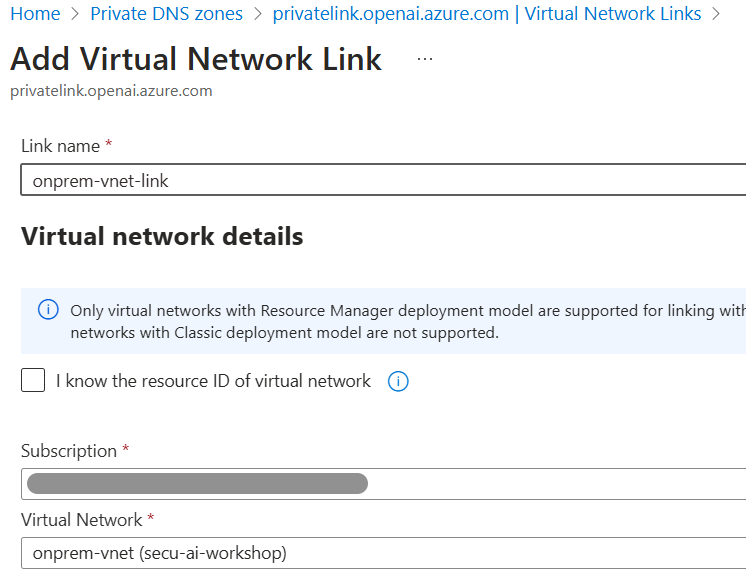 Home > Private DNS zones > privatelink.openai.azure.com | Virtual Network Links >
Add Virtual Network Link ...
privatelink.openai.azure.com
Link name *
onprem-vnet-link
Virtual network details
Only virtual networks with Resource Manager deployment model are supported for linking with
networks with Classic deployment model are not supported.
I know the resource ID of virtual network
Subscription *
Virtual Network *
onprem-vnet (secu-ai-workshop)